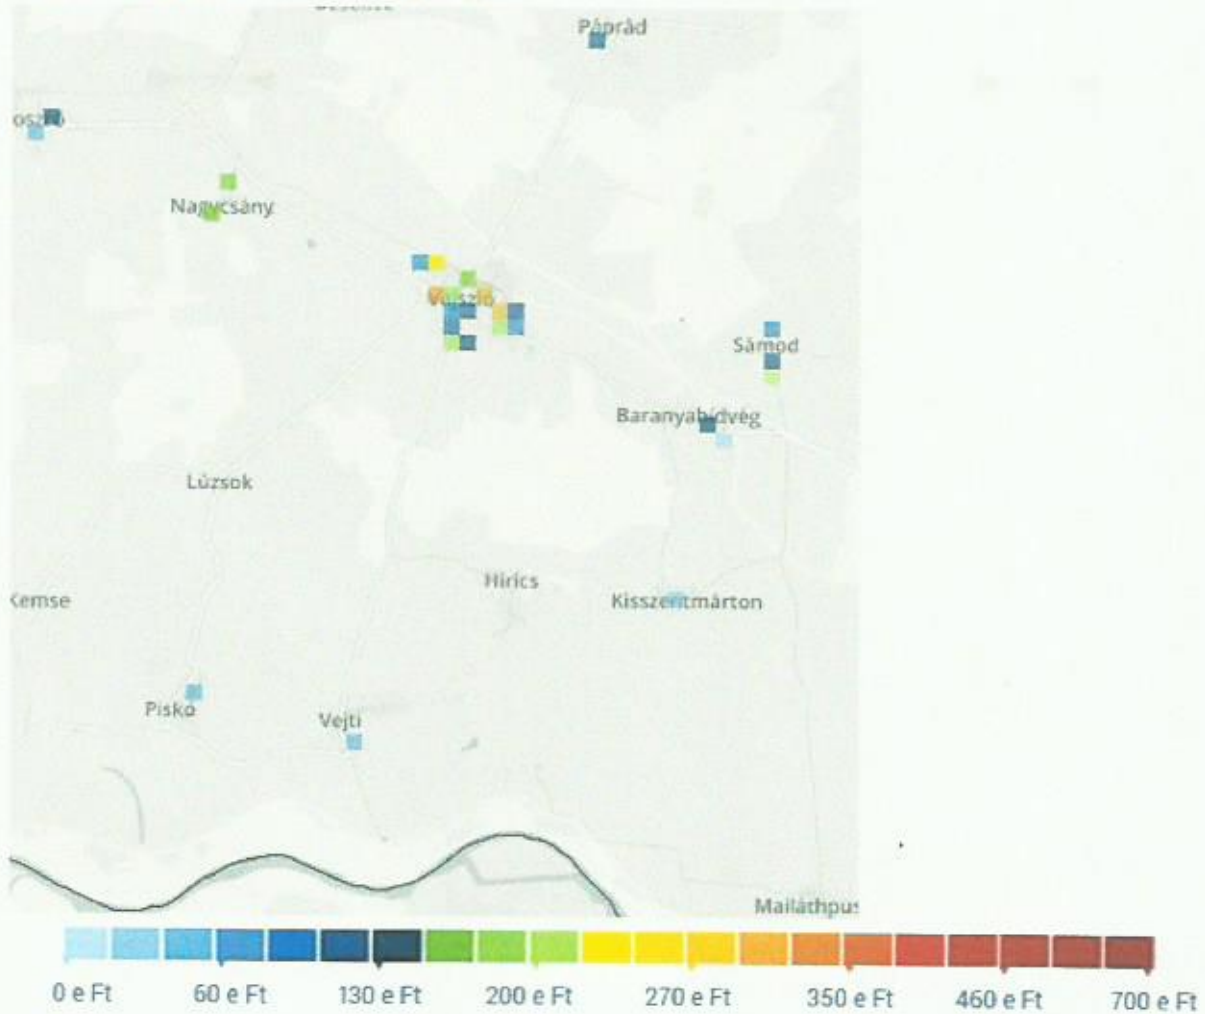 Páprád
Nagycsány
Vajszló
Sámod
Baranyahídvég
Lúzsok
Hirics
Kemse
Kisszentmárton
Piskó
Vejti
Mailáthpus
0 e Ft 60 e Ft 130 e Ft 200 e Ft 270 e Ft 350 e Ft 460 e Ft 700 e Ft